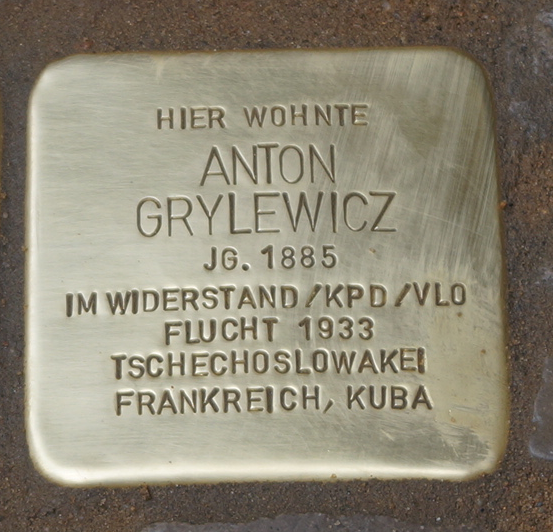 HIER WOHNTE
ANTON
GRYLEWICZ
JG. 1885
IM WIDERSTAND/KPD/VLO
FLUCHT 1933
TSCHECHOSLOWAKEI
FRANKREICH, KUBA